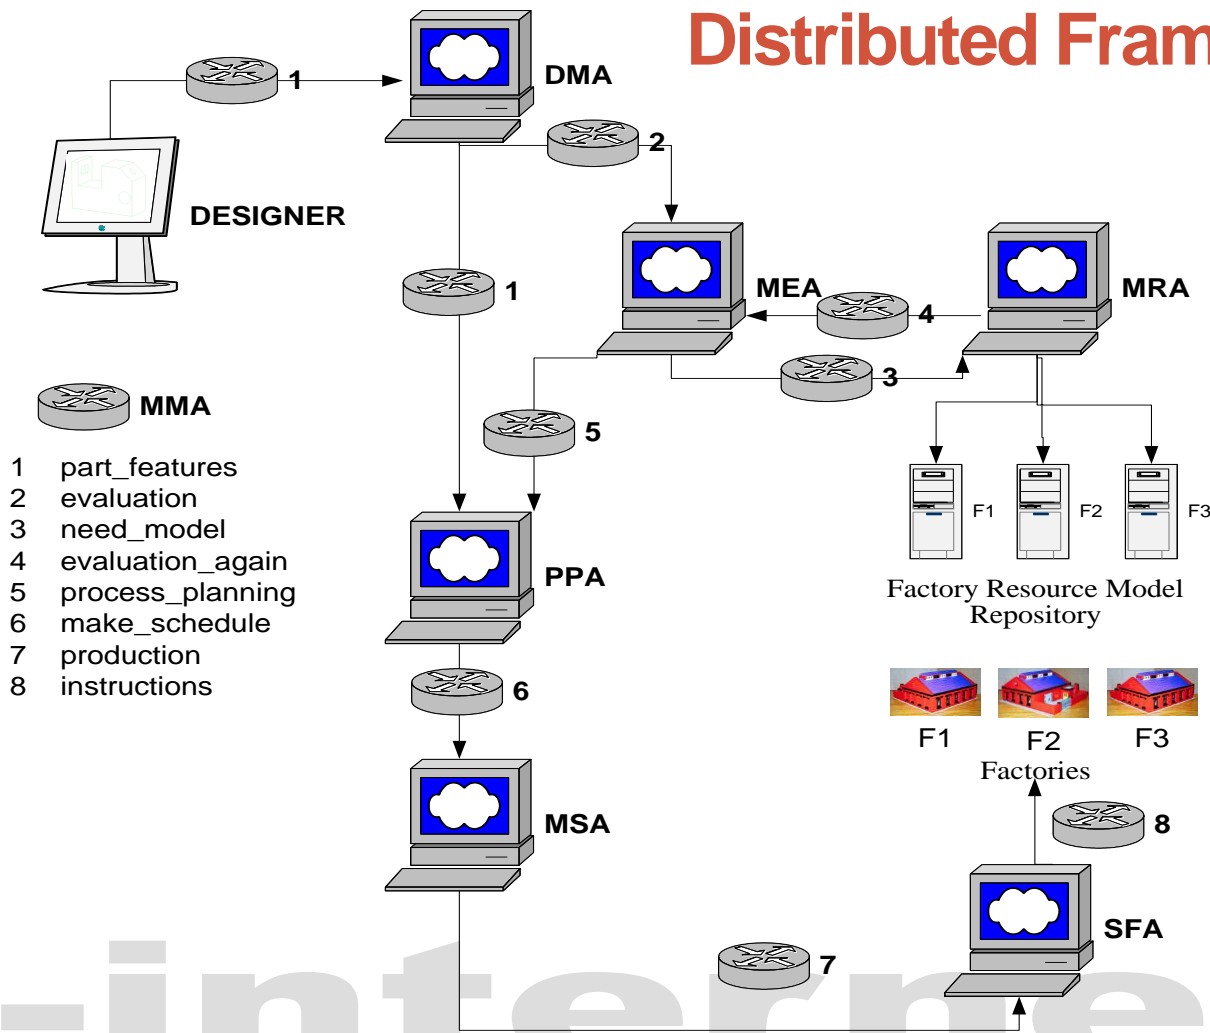 Distributed Fram
1
DMA
2
DESIGNER
1
MEA
4
MRA
3
MMA
5
1 part_features
2 evaluation
3 need_model
4 evaluation_again
5 process_planning
6 make_schedule
7 production
8 instructions
F1
F2
F3
PPA
Factory Resource Model
Repository
6
F1
F2
F3
Factories
MSA
8
SFA
7
-interne